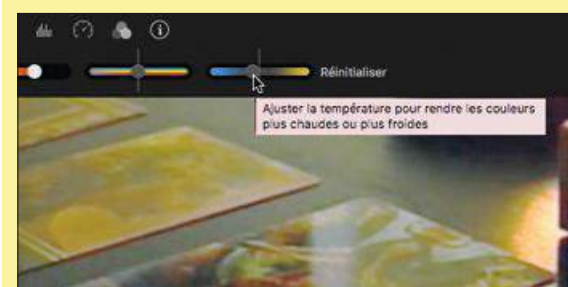 Réinitialiser
Ajuster la température pour rendre les couleurs
plus chaudes ou plus froides